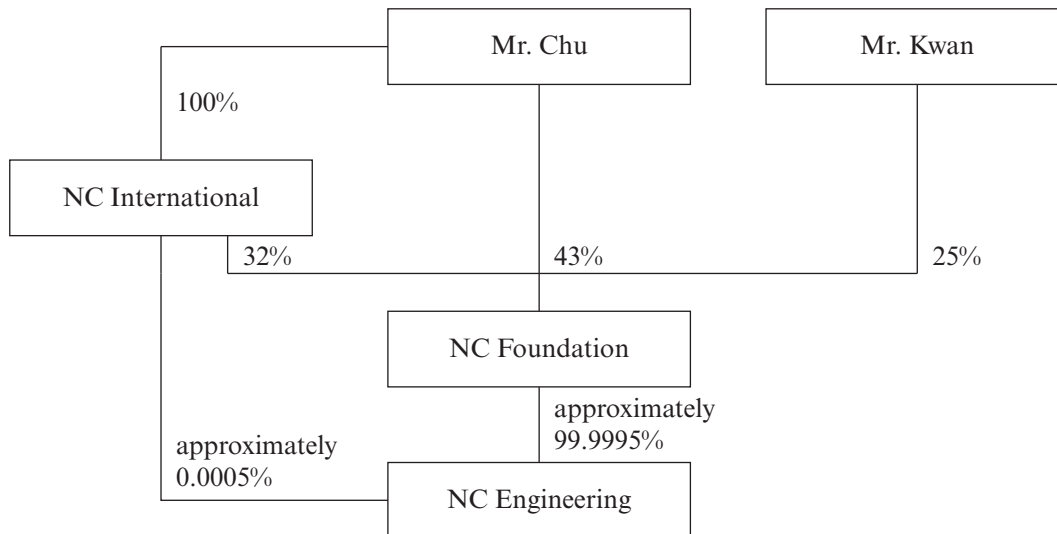 Mr. Chu
Mr. Kwan
100%
NC International
32%
43%
25%
NC Foundation
approximately
99.9995%
approximately
0.0005%
NC Engineering